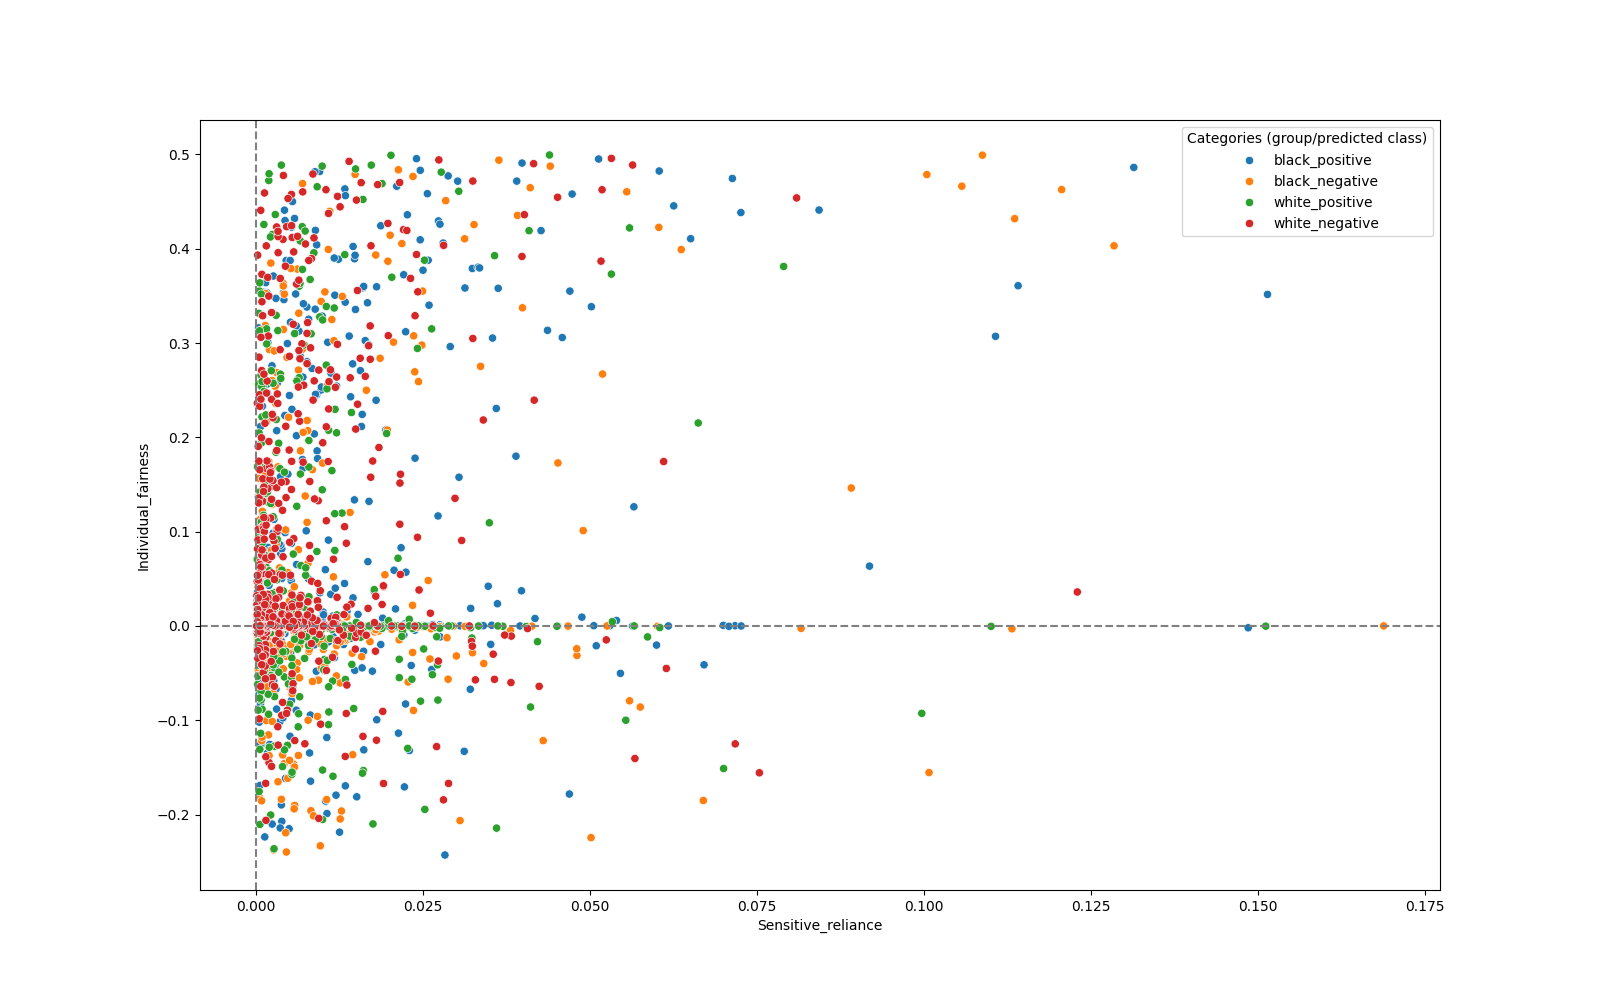 Categories (group/predicted class)
black_positive
black_negative
white_positive
white_negative
0.5
0.4
0.3
0.2
0.1
0.0
−0.1
−0.2
Individual_fairness
0.000 0.025 0.050 0.075 0.100 0.125 0.150 0.175
Sensitive_reliance